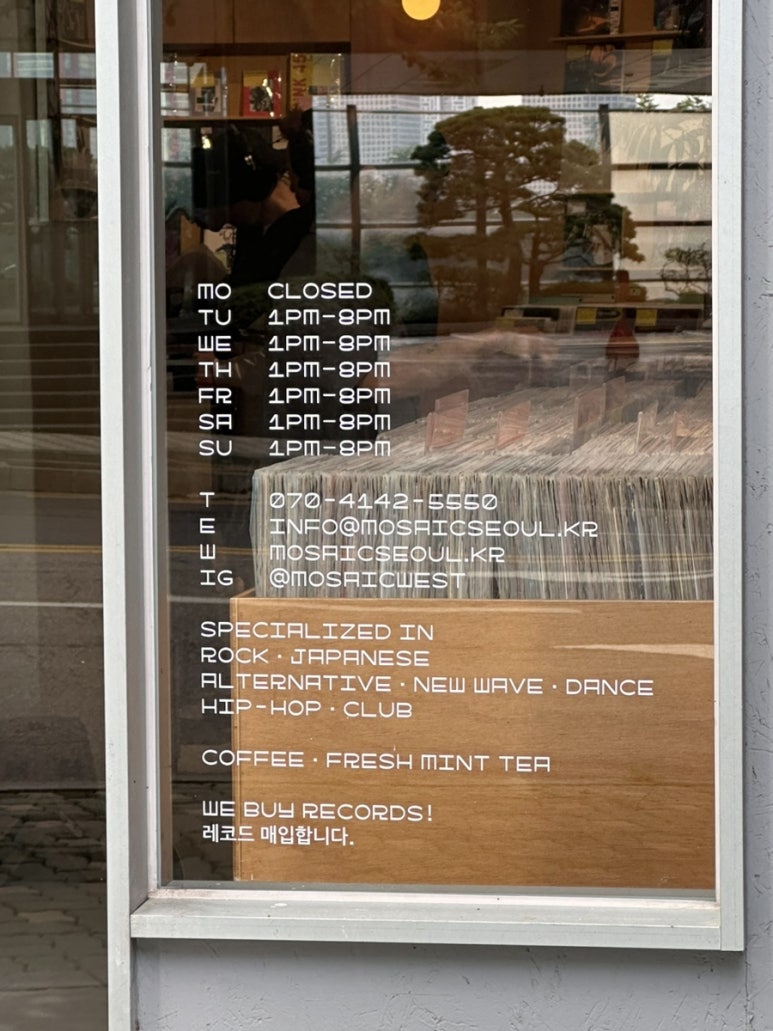 NK 45
MO CLOSED
TU 1PM-8PM
WE 1PM-8PM
TH 1PM-8PM
FR 1PM-8PM
SA 1PM-8PM
SU 1PM-8PM
T 070-4142-5550
E INFO@MOSAICSEOUL.KR
W MOSAICSEOUL.KR
IG @MOSAICWEST
SPECIALIZED IN
ROCK · JAPANESE
ALTERNATIVE · NEW WAVE · DANCE
HIP-HOP · CLUB
COFFEE · FRESH MINT TEA
WE BUY RECORDS!
레코드 매입합니다.